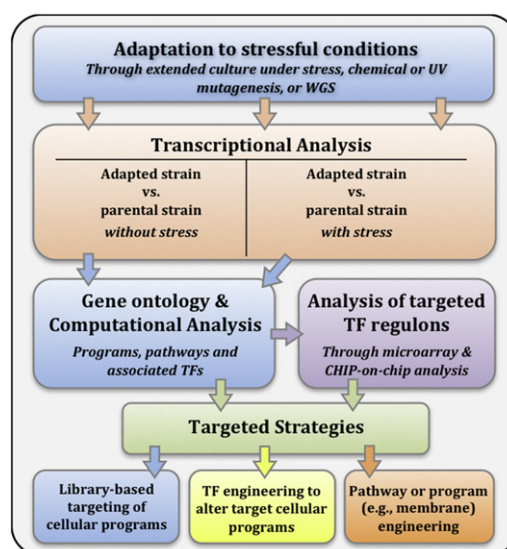 Adaptation to stressful conditions
Through extended culture under stress, chemical or UV
mutagenesis, or WGS
Transcriptional Analysis
Adapted strain
vs.
parental strain
without stress
Adapted strain
vs.
parental strain
with stress
Gene ontology &
Computational Analysis
Programs, pathways and
associated TFs
Analysis of targeted
TF regulons
Through microarray &
CHIP-on-chip analysis
Targeted Strategies
Library-based
targeting of
cellular programs
TF engineering to
alter target cellular
programs
Pathway or program
(e.g., membrane)
engineering